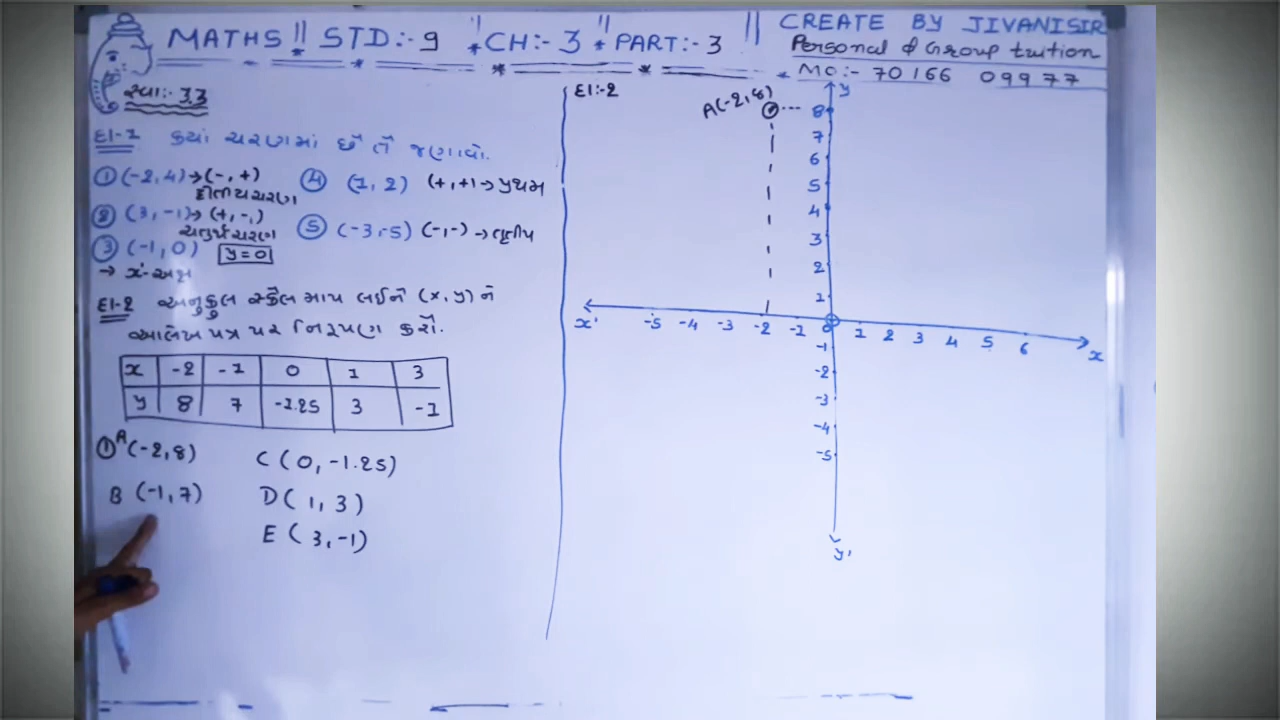 MATHS || STD:- 9 * CH:- 3 * PART:- 3 ||
CREATE BY JIVANISIR
Personal & Group tuition
* MO:- 70166 09977
સ્વા:- 3.3
દા-1 કયાં ચરણમાં છે તે જણાવો.
① (-2,4) → (-, +)
દ્વીતીય ચરણ
② (3, -1) → (+, -)
ચતુર્થ ચરણ
③ (-1, 0) y = 0
→ x-અક્ષ
④ (1, 2) (+, +) → પ્રથમ
⑤ (-3,-5) (-,-) → તૃતીય
દા-2 અનુકુલ સ્કેલ માપ લઈને (x, y) ને
આલેખ પત્ર પર નિરૂપણ કરો.
x -2 -1 0 1 3
y 8 7 -1.25 3 -1
① A (-2,8)
B (-1,7)
C (0, -1.25)
D ( 1, 3 )
E ( 3, -1)
દા:-2
A(-2,8)
y
8
7
6
5
4
3
2
1
x' -5 -4 -3 -2 -1 0 1 2 3 4 5 6 x
-1
-2
-3
-4
-5
y'